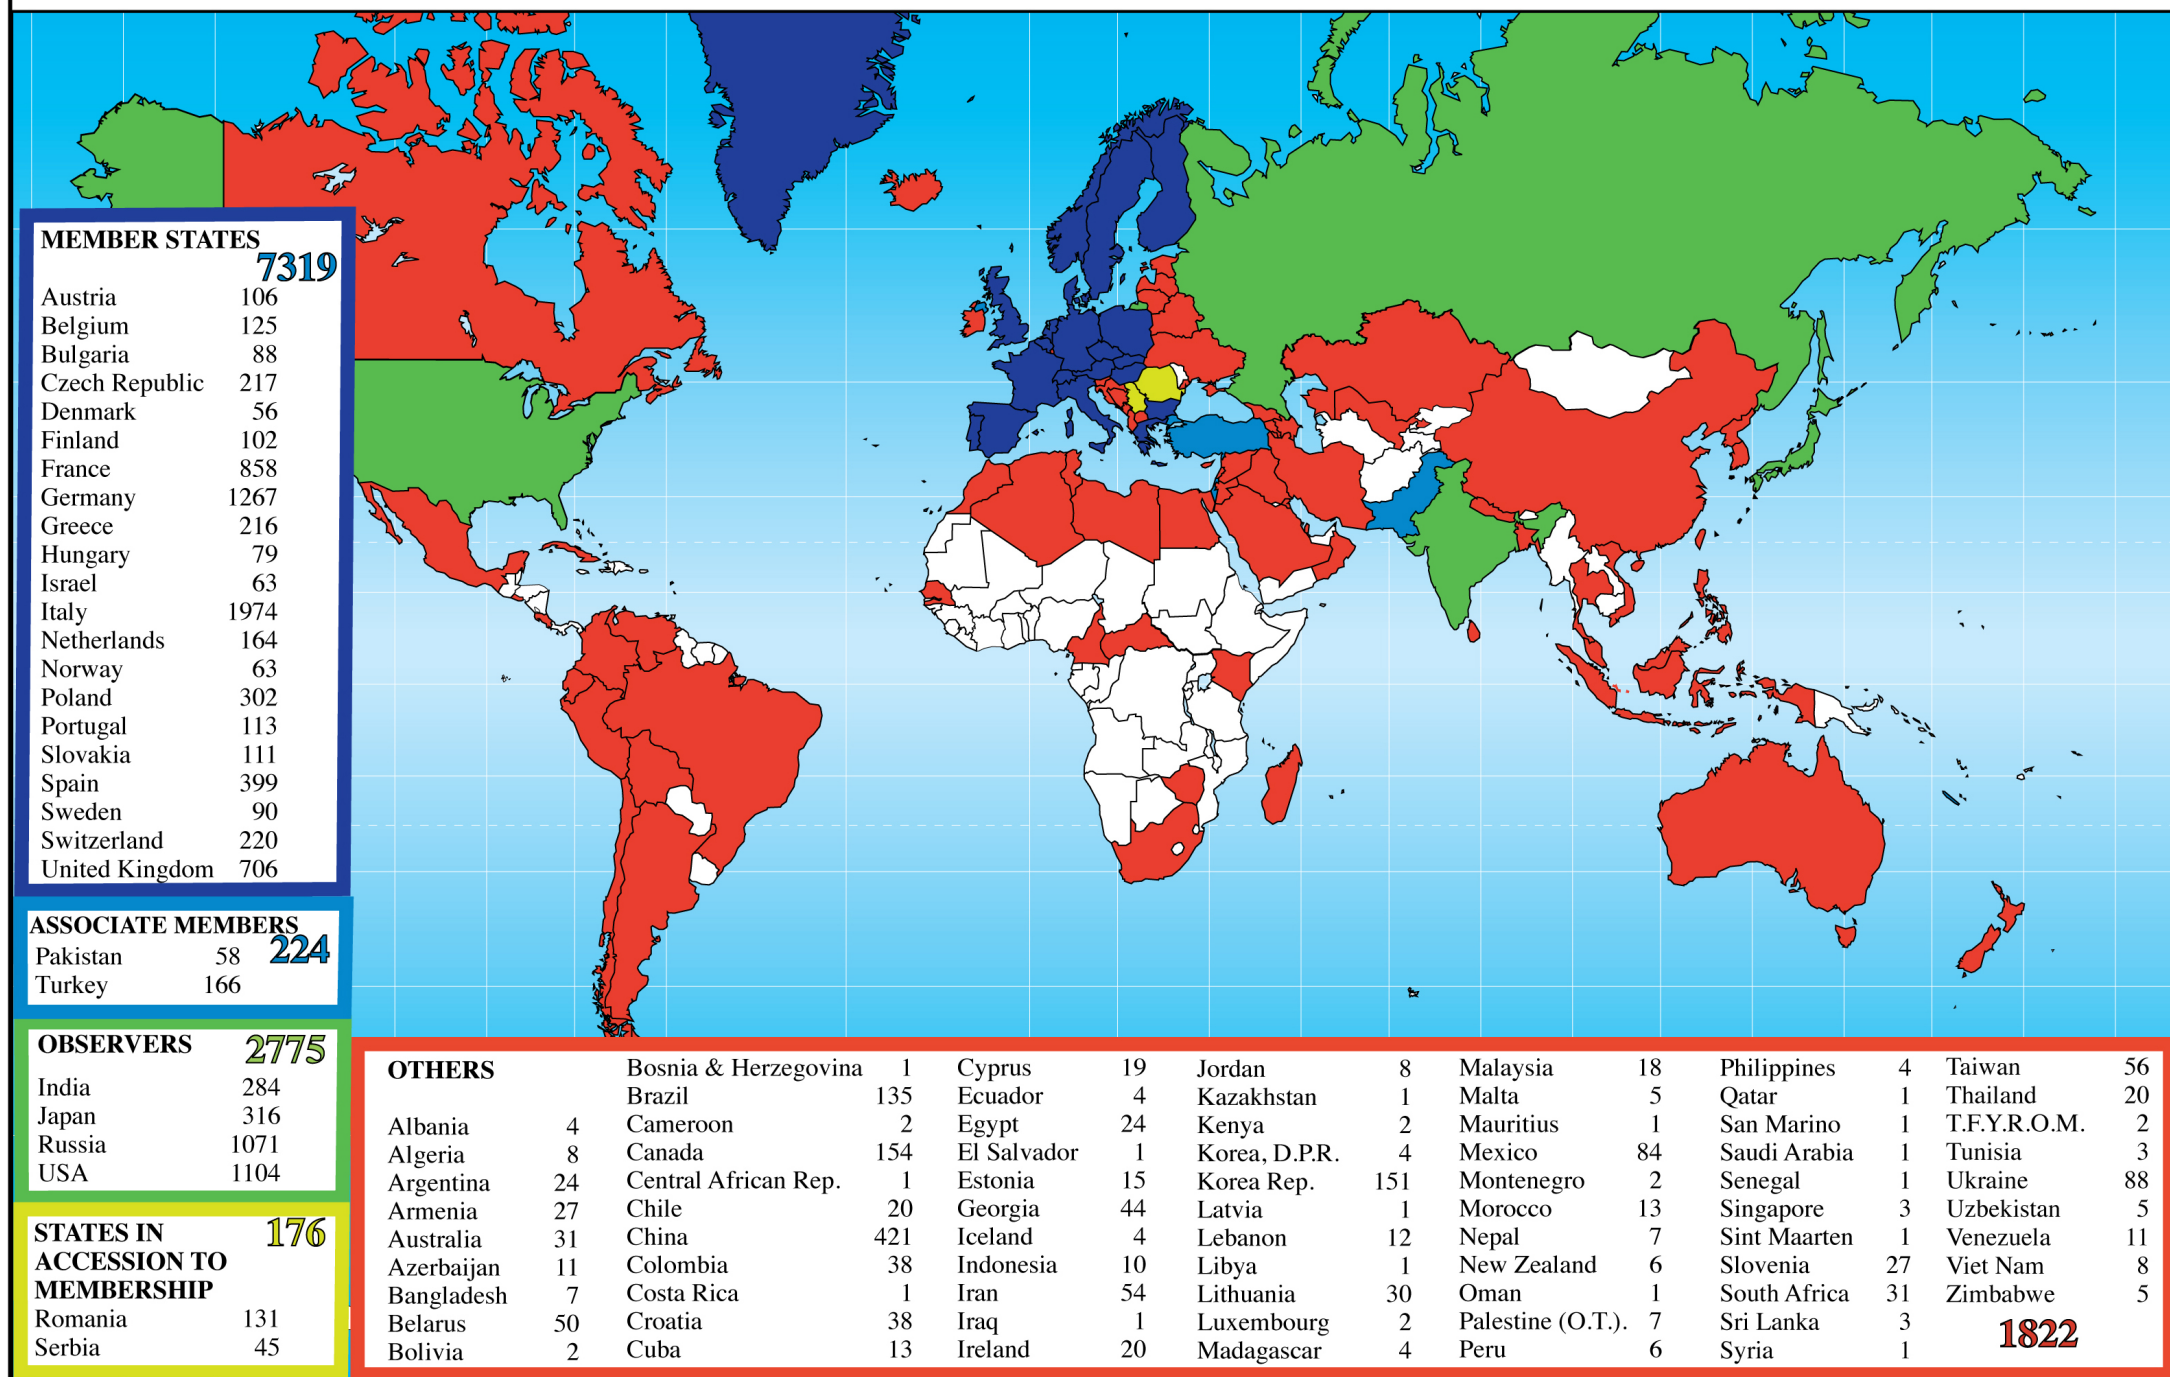 MEMBER STATES
7319
Austria 106
Belgium 125
Bulgaria 88
Czech Republic 217
Denmark 56
Finland 102
France 858
Germany 1267
Greece 216
Hungary 79
Israel 63
Italy 1974
Netherlands 164
Norway 63
Poland 302
Portugal 113
Slovakia 111
Spain 399
Sweden 90
Switzerland 220
United Kingdom 706
ASSOCIATE MEMBERS
224
Pakistan 58
Turkey 166
OBSERVERS 2775
India 284
Japan 316
Russia 1071
USA 1104
STATES IN 176
ACCESSION TO
MEMBERSHIP
Romania 131
Serbia 45
OTHERS
Albania 4
Algeria 8
Argentina 24
Armenia 27
Australia 31
Azerbaijan 11
Bangladesh 7
Belarus 50
Bolivia 2
Bosnia & Herzegovina 1
Brazil 135
Cameroon 2
Canada 154
Central African Rep. 1
Chile 20
China 421
Colombia 38
Costa Rica 1
Croatia 38
Cuba 13
Cyprus 19
Ecuador 4
Egypt 24
El Salvador 1
Estonia 15
Georgia 44
Iceland 4
Indonesia 10
Iran 54
Iraq 1
Ireland 20
Jordan 8
Kazakhstan 1
Kenya 2
Korea, D.P.R. 4
Korea Rep. 151
Latvia 1
Lebanon 12
Libya 1
Lithuania 30
Luxembourg 2
Madagascar 4
Malaysia 18
Malta 5
Mauritius 1
Mexico 84
Montenegro 2
Morocco 13
Nepal 7
New Zealand 6
Oman 1
Palestine (O.T.). 7
Peru 6
Philippines 4
Qatar 1
San Marino 1
Saudi Arabia 1
Senegal 1
Singapore 3
Sint Maarten 1
Slovenia 27
South Africa 31
Sri Lanka 3
Syria 1
Taiwan 56
Thailand 20
T.F.Y.R.O.M. 2
Tunisia 3
Ukraine 88
Uzbekistan 5
Venezuela 11
Viet Nam 8
Zimbabwe 5
1822